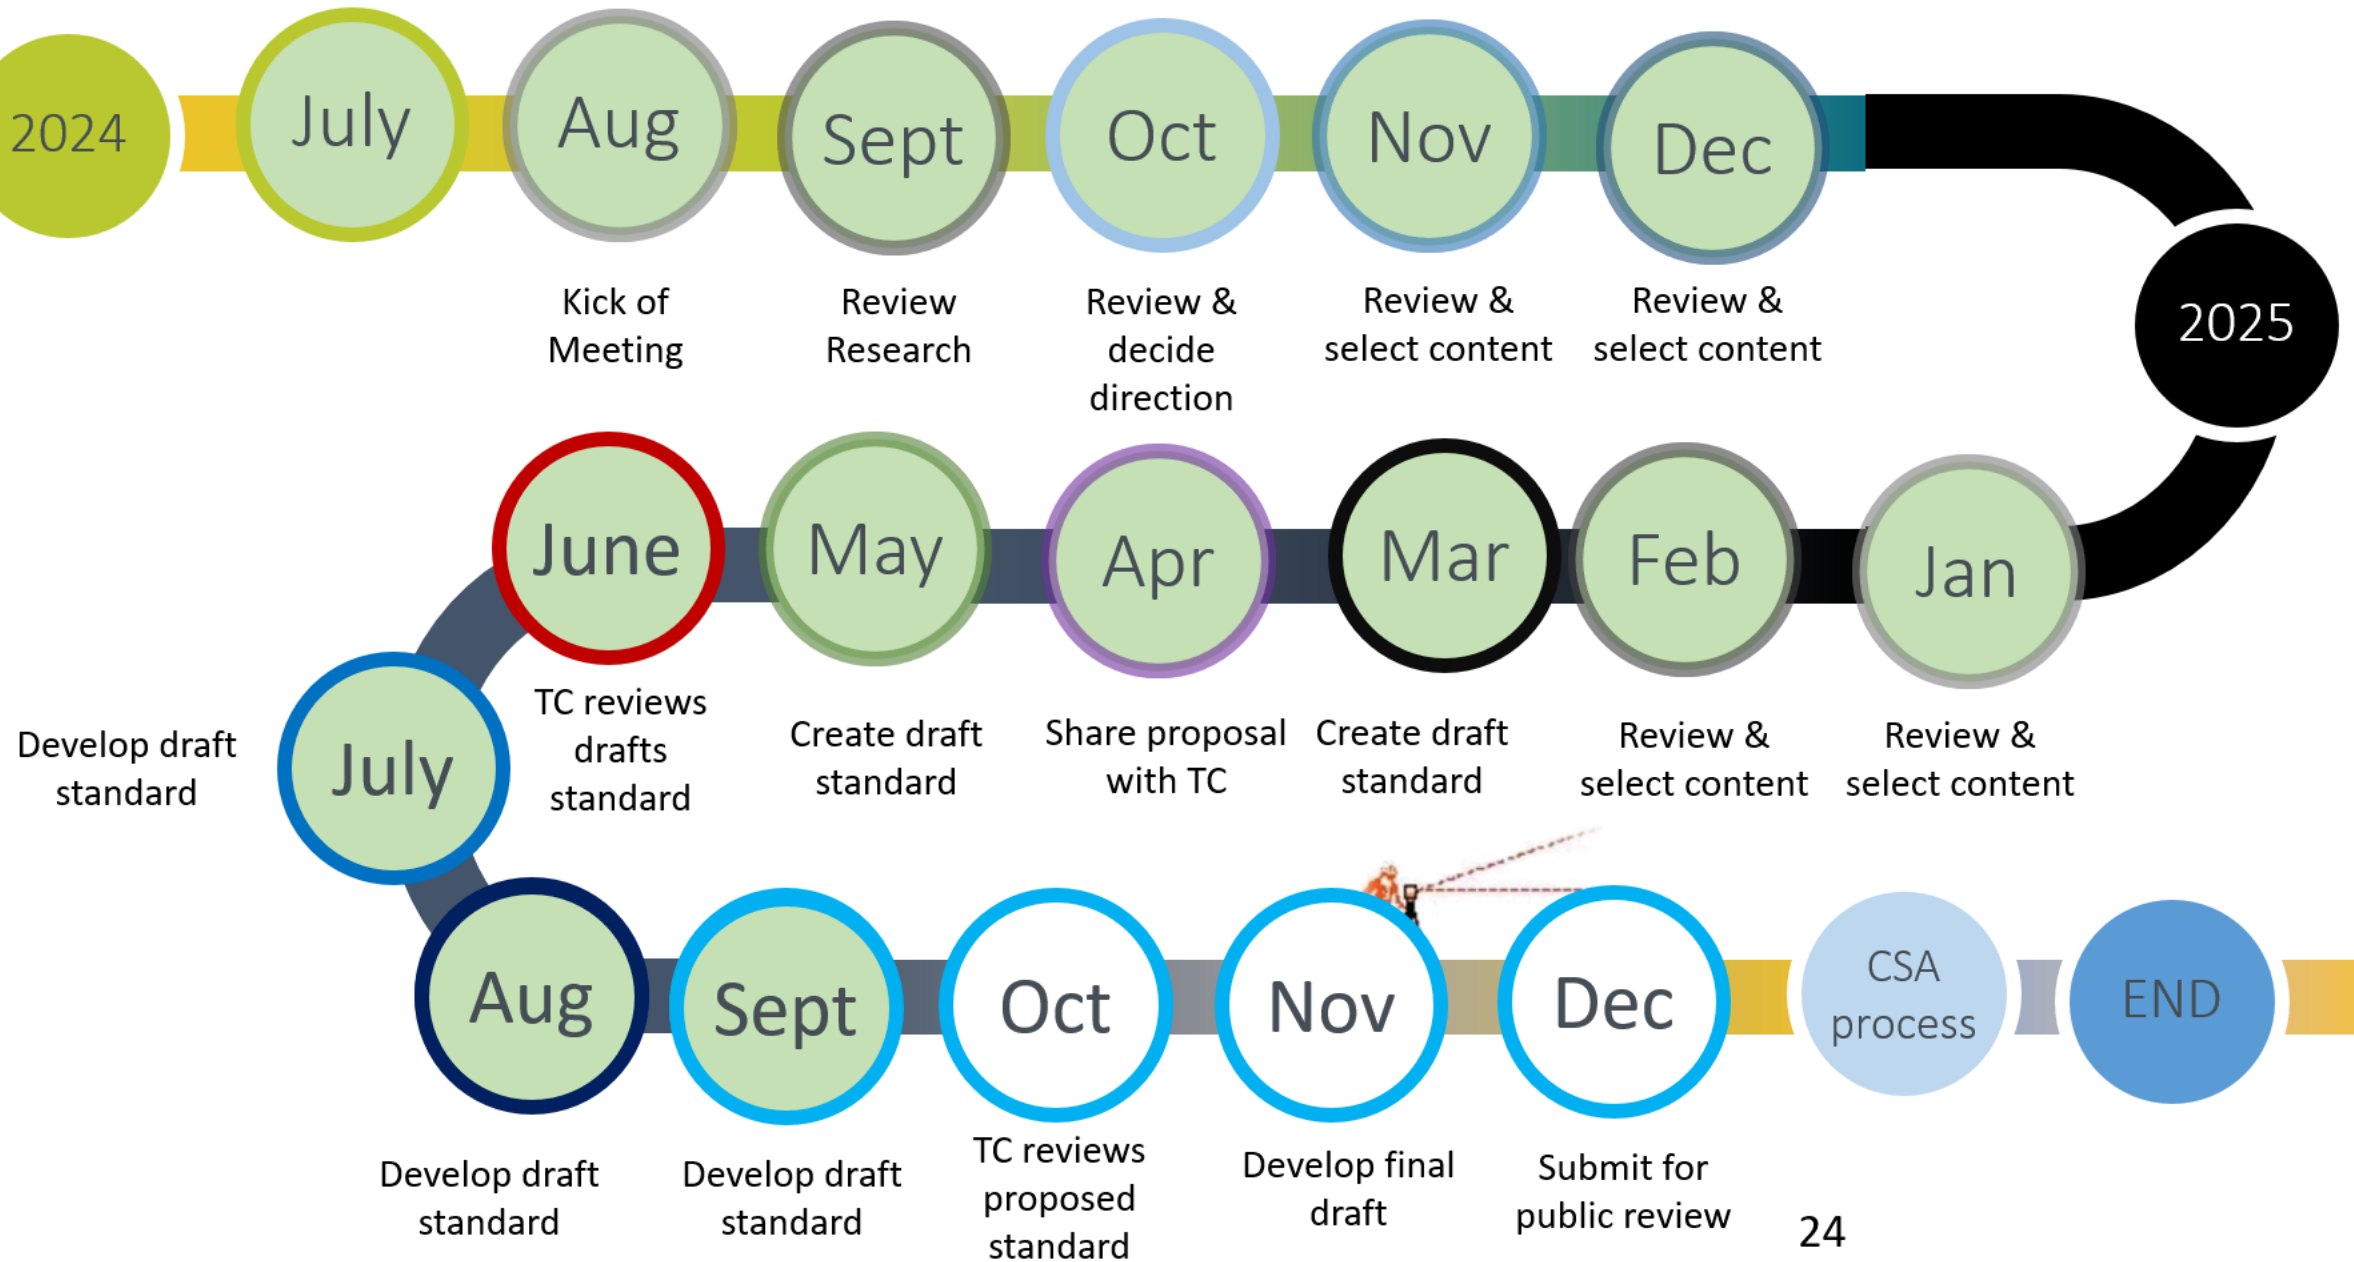 2024
July
Aug
Sept
Oct
Nov
Dec
Kick of
Meeting
Review
Research
Review &
decide
direction
Review &
select content
Review &
select content
2025
Jan
Review &
select content
Feb
Review &
select content
Mar
Create draft
standard
Apr
Share proposal
with TC
May
Create draft
standard
June
TC reviews
drafts
standard
July
Develop draft
standard
Aug
Develop draft
standard
Sept
Develop draft
standard
Oct
TC reviews
proposed
standard
Nov
Develop final
draft
Dec
Submit for
public review
CSA
process
END
24